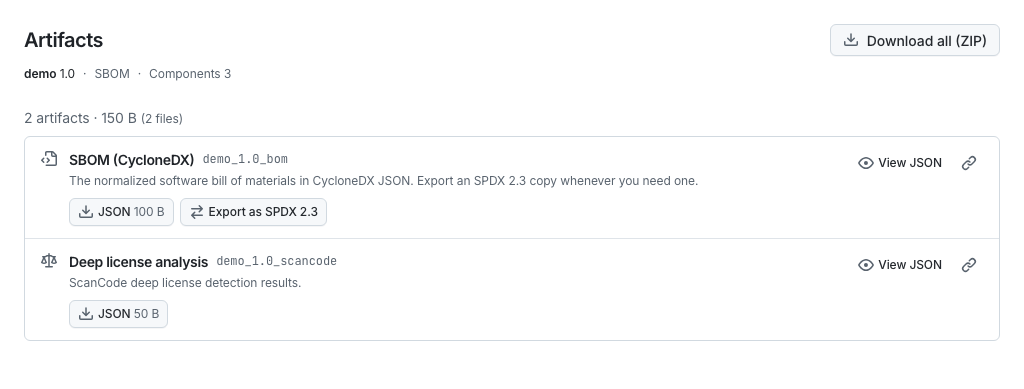 Artifacts
Download all (ZIP)
demo 1.0 · SBOM · Components 3
2 artifacts · 150 B (2 files)
SBOM (CycloneDX) demo_1.0_bom
View JSON
The normalized software bill of materials in CycloneDX JSON. Export an SPDX 2.3 copy whenever you need one.
JSON 100 B
Export as SPDX 2.3
Deep license analysis demo_1.0_scancode
View JSON
ScanCode deep license detection results.
JSON 50 B